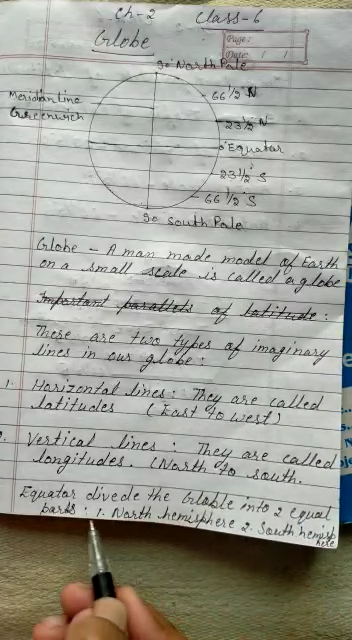 Ch-2 Class-6
Globe
Page:
Date: / /
90 North Pole
66 1/2 N
Meridian Line
Greenwich
23 1/2 N
0° Equator
23 1/2 S
66 1/2 S
90 South Pole
Globe - A man made model of Earth
on a small scale is called a globe
Important parallels of latitude:
There are two types of imaginary
lines in our globe:
1. Horizontal lines: They are called
latitudes (East to west)
Vertical lines: They are called
longitudes. (North to south.
Equator divede the Globle into 2 equal
parts: 1. North hemisphere 2. South hemisp
here